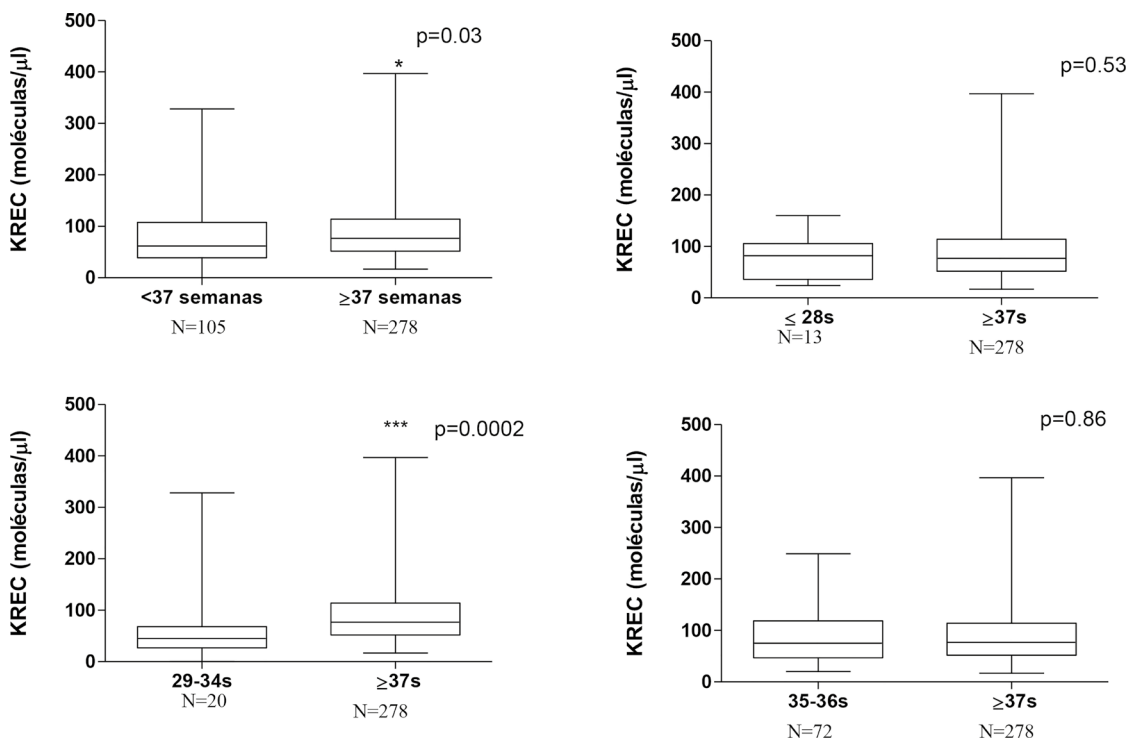 KREC (moléculas/µl)
500
400
300
200
100
0
p=0.03
*
<37 semanas
≥37 semanas
N=105
N=278
KREC (moléculas/µl)
500
400
300
200
100
0
p=0.53
≤ 28s
≥37s
N=13
N=278
KREC (moléculas/µl)
500
400
300
200
100
0
***
p=0.0002
29-34s
≥37s
N=20
N=278
KREC (moléculas/µl)
500
400
300
200
100
0
p=0.86
35-36s
≥37s
N=72
N=278